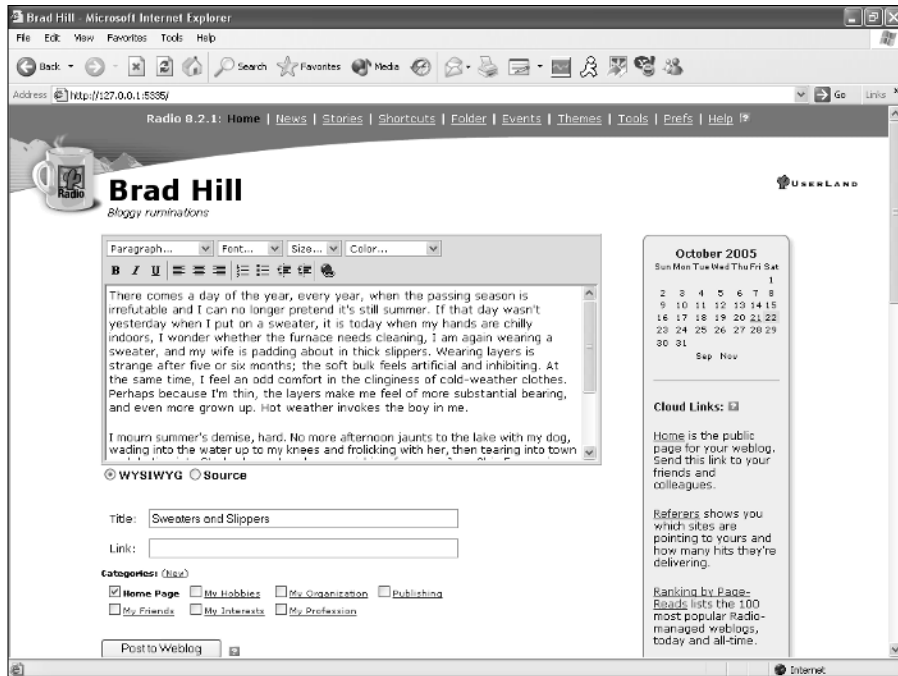 Brad Hill - Microsoft Internet Explorer
File Edit View Favorites Tools Help
Back Search Favorites Media
Address http://127.0.0.1:5335/ Go Links
Radio 8.2.1: Home | News | Stories | Shortcuts | Folder | Events | Themes | Tools | Prefs | Help
Radio
Brad Hill
Bloggy ruminations
USERLAND
Paragraph... Font... Size... Color...
B I U
There comes a day of the year, every year, when the passing season is
irrefutable and I can no longer pretend it's still summer. If that day wasn't
yesterday when I put on a sweater, it is today when my hands are chilly
indoors, I wonder whether the furnace needs cleaning, I am again wearing a
sweater, and my wife is padding about in thick slippers. Wearing layers is
strange after five or six months; the soft bulk feels artificial and inhibiting. At
the same time, I feel an odd comfort in the clinginess of cold-weather clothes.
Perhaps because I'm thin, the layers make me feel of more substantial bearing,
and even more grown up. Hot weather invokes the boy in me.
I mourn summer's demise, hard. No more afternoon jaunts to the lake with my dog,
wading into the water up to my knees and frolicking with her, then tearing into town
WYSIWYG Source
Title: Sweaters and Slippers
Link:
Categories: (New)
Home Page My Hobbies My Organization Publishing
My Friends My Interests My Profession
Post to Weblog
October 2005
Sun Mon Tue Wed Thu Fri Sat
1
2 3 4 5 6 7 8
9 10 11 12 13 14 15
16 17 18 19 20 21 22
23 24 25 26 27 28 29
30 31
Sep Nov
Cloud Links:
Home is the public
page for your weblog.
Send this link to your
friends and
colleagues.
Referers shows you
which sites are
pointing to yours and
how many hits they're
delivering.
Ranking by Page-
Reads lists the 100
most popular Radio-
managed weblogs,
today and all-time.
Internet